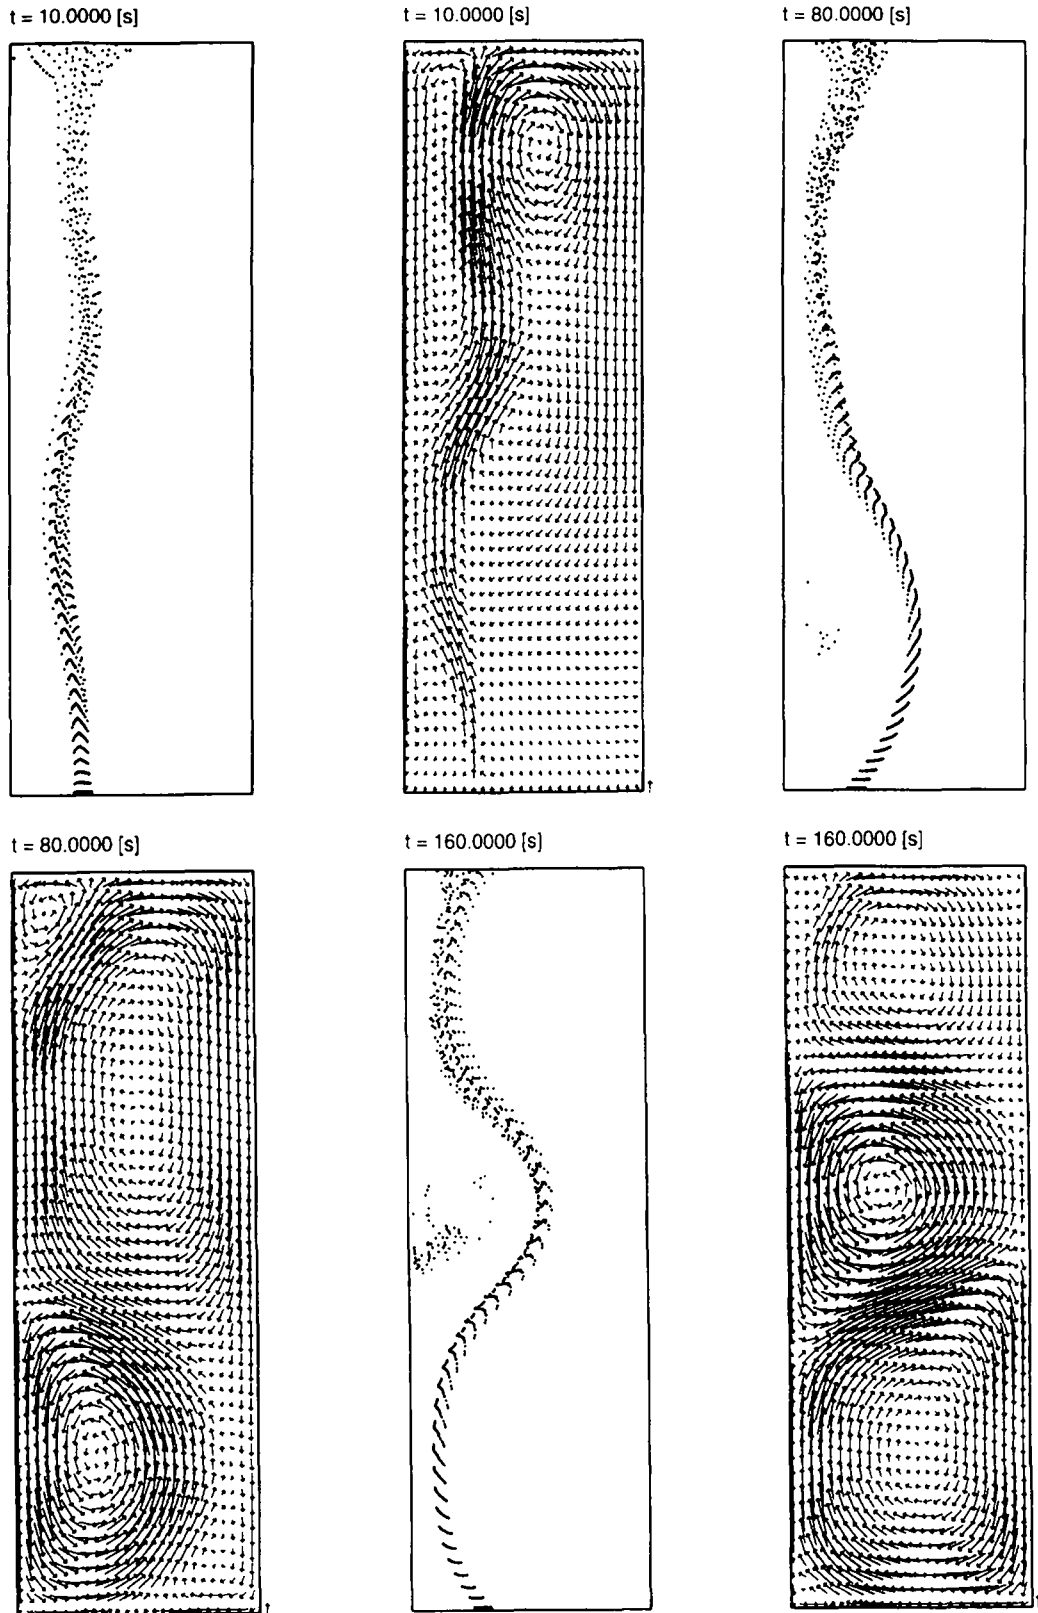 t = 10.0000 [s]
t = 10.0000 [s]
t = 80.0000 [s]
t = 80.0000 [s]
t = 160.0000 [s]
t = 160.0000 [s]